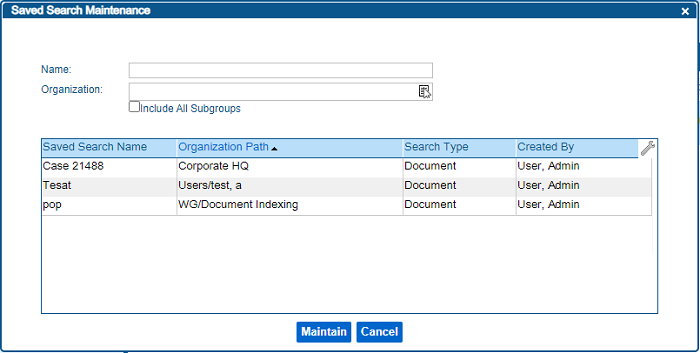 Saved Search Maintenance
Name:
Organization:
Include All Subgroups
Saved Search Name Organization Path Search Type Created By
Case 21488 Corporate HQ Document User, Admin
Tesat Users/test, a Document User, Admin
pop WG/Document Indexing Document User, Admin
Maintain Cancel